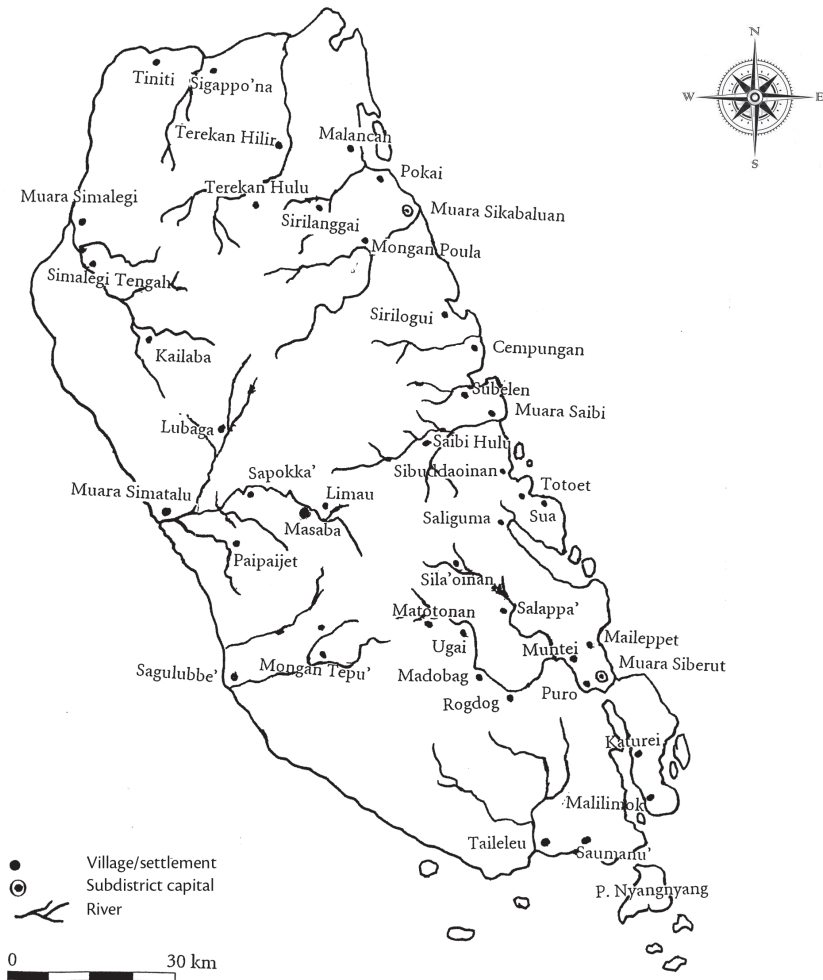 N
W
E
S
Tiniti
Sigappo'na
Terekan Hilir
Malancan
Pokai
Muara Simalegi
Terekan Hulu
Sirilanggai
Muara Sikabaluan
Mongan Poula
Simalegi Tengah
Sirilogui
Kailaba
Cempungan
Subelen
Muara Saibi
Lubaga
Saibi Hulu
Sapokka'
Sibuddaoinan
Muara Simatalu
Limau
Totoet
Masaba
Saliguma
Sua
Paipaijet
Sila'oinan
Matotonan
Salappa'
Ugai
Muntei
Maileppet
Sagulubbe'
Mongan Tepu'
Madobag
Muara Siberut
Rogdog
Puro
Katurei
Malilimok
Taileleu
Saumanu'
P. Nyangnyang
Village/settlement
Subdistrict capital
River
0
30 km